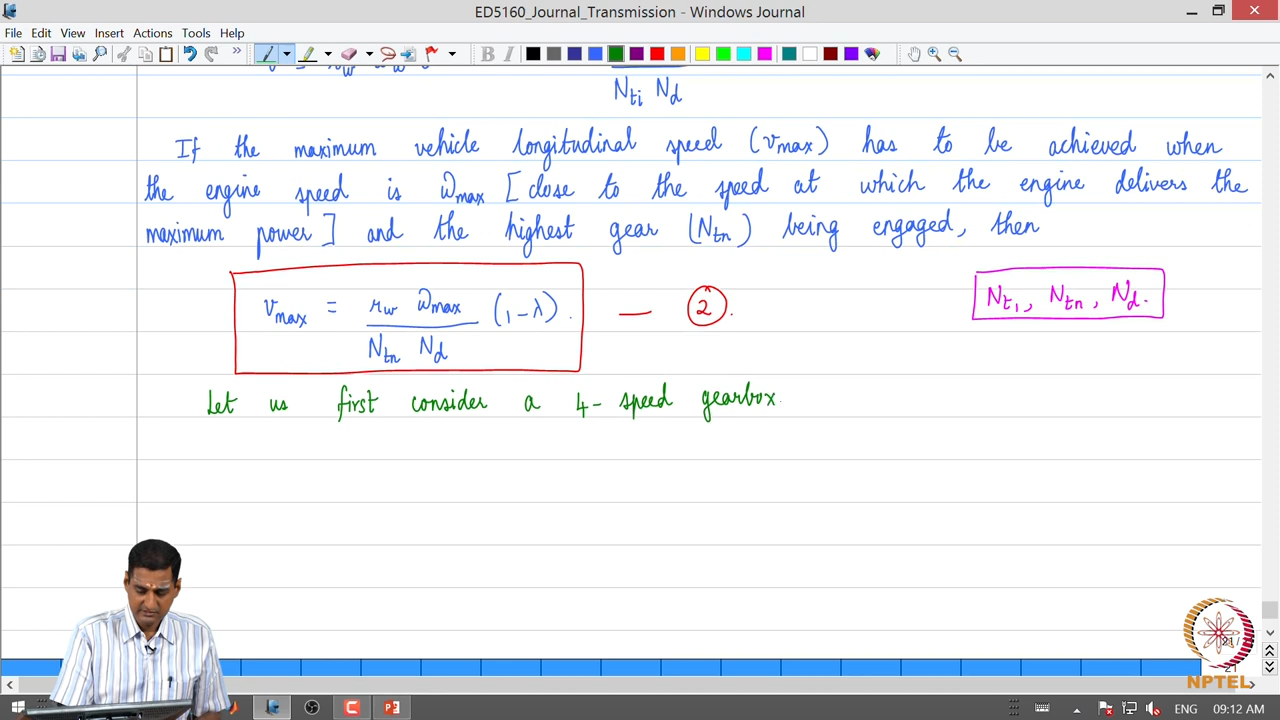 ED5160_Journal_Transmission - Windows Journal
File Edit View Insert Actions Tools Help
B I
N_ti N_d
If the maximum vehicle longitudinal speed (v_max) has to be achieved when
the engine speed is ω_max [close to the speed at which the engine delivers the
maximum power] and the highest gear (N_tn) being engaged, then
v_max = r_w ω_max / N_tn N_d (1-λ). — ②.
N_t1, N_tn, N_d.
Let us first consider a 4-speed gearbox.
21
NPTEL
ENG 09:12 AM